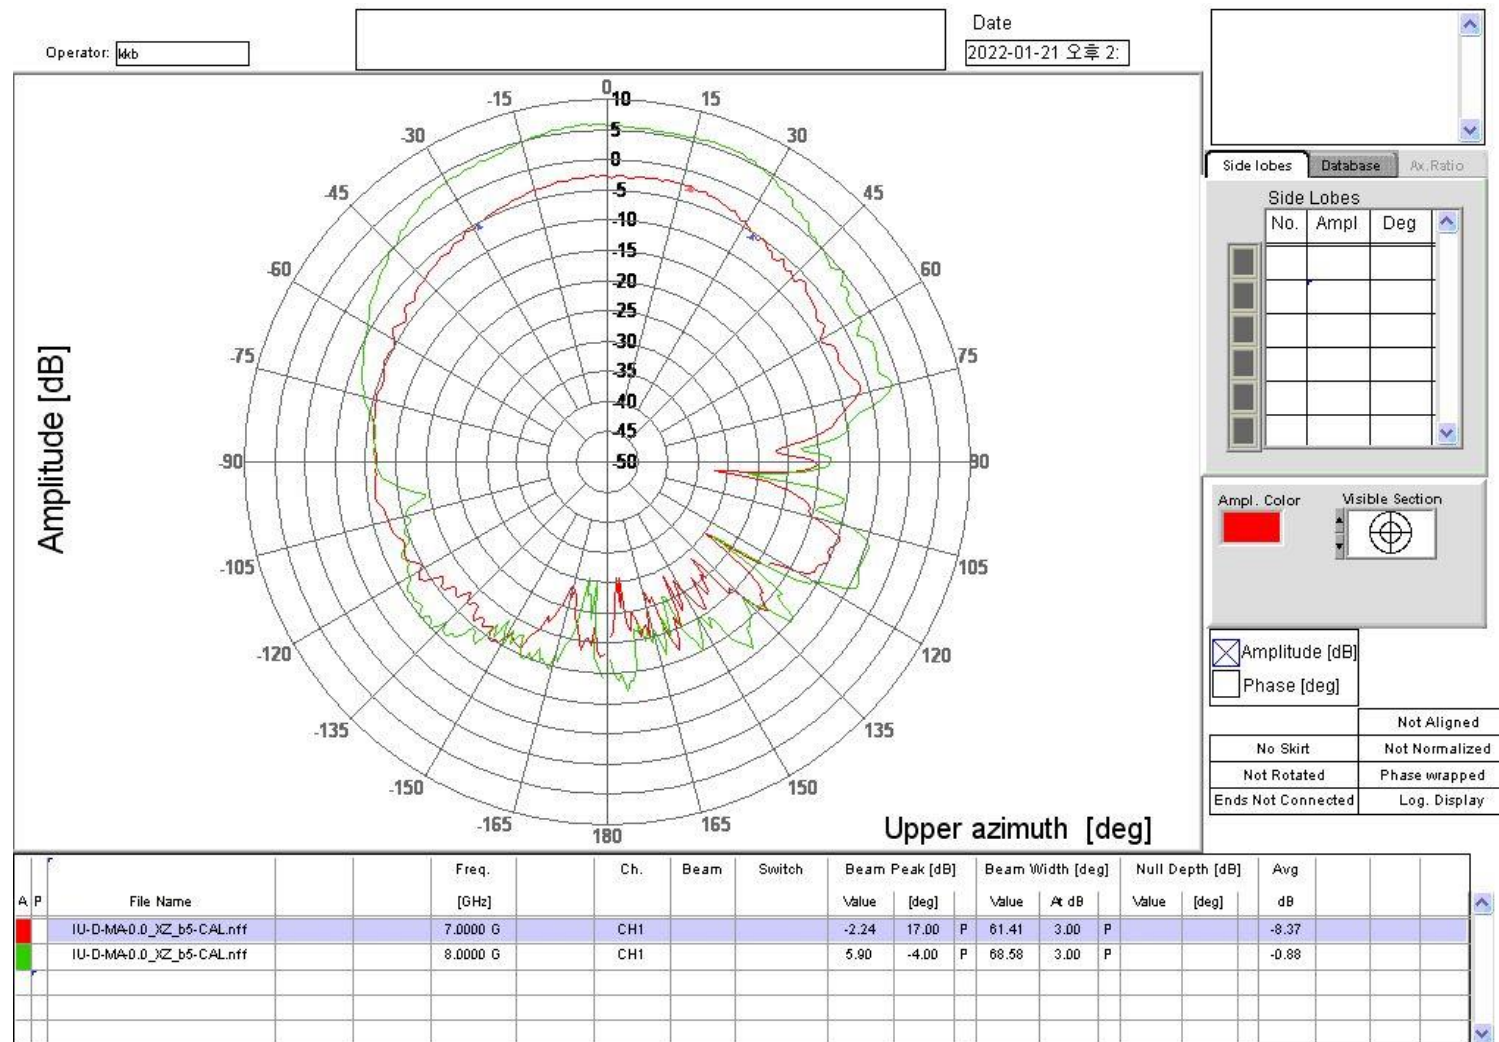 Operator: kkb
Date
2022-01-21 오후 2:
0
-15
15
-30
30
-45
45
-60
60
-75
75
-90
90
-105
105
-120
120
-135
135
-150
150
-165
165
180
10
5
0
-5
-10
-15
-20
-25
-30
-35
-40
-45
-50
Amplitude [dB]
Upper azimuth [deg]
Side lobes Database Ax.Ratio
Side Lobes
No. Ampl Deg
Ampl. Color Visible Section
Amplitude [dB]
Phase [deg]
Not Aligned
No Skirt Not Normalized
Not Rotated Phase wrapped
Ends Not Connected Log. Display
Freq. Ch. Beam Switch Beam Peak [dB] Beam Width [deg] Null Depth [dB] Avg
A P File Name [GHz] Value [deg] Value At dB Value [deg] dB
IU-D-MA-0.0_XZ_b5-CAL.nff 7.0000 G CH1 -2.24 17.00 P 61.41 3.00 P -8.37
IU-D-MA-0.0_XZ_b5-CAL.nff 8.0000 G CH1 5.90 -4.00 P 68.58 3.00 P -0.88